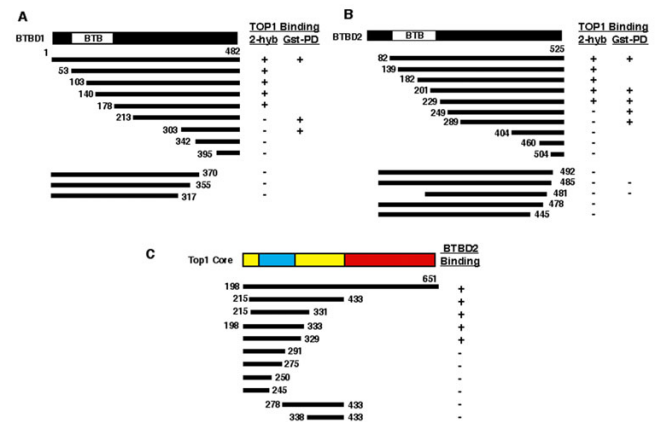 A
TOP1 Binding
BTBD1 BTB 2-hyb Gst-PD
1 482
+ +
53 +
103 +
140 +
178 +
213 - +
303 - +
342 -
395 -
370 -
355 -
317 -
B
TOP1 Binding
BTBD2 BTB 2-hyb Gst-PD
525
82 + +
139 +
182 +
201 + +
229 + +
249 - +
289 - +
404 -
460 -
504 -
492 -
485 - -
481 - -
478 -
445 -
C
BTBD2
Top1 Core Binding
651
198 +
215 433 +
215 331 +
198 333 +
329 +
291 -
275 -
250 -
245 -
278 433 -
338 433 -